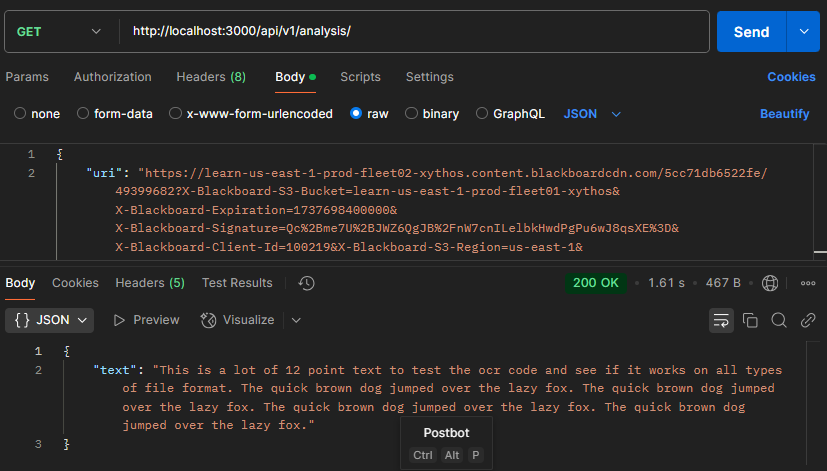 GET http://localhost:3000/api/v1/analysis/ Send
Params Authorization Headers (8) Body Scripts Settings Cookies
none form-data x-www-form-urlencoded raw binary GraphQL JSON Beautify
1 {
2 "uri": "https://learn-us-east-1-prod-fleet02-xythos.content.blackboardcdn.com/5cc71db6522fe/
49399682?X-Blackboard-S3-Bucket=learn-us-east-1-prod-fleet01-xythos&
X-Blackboard-Expiration=1737698400000&
X-Blackboard-Signature=Qc%2Bme7U%2BJWZ6QgJB%2FnW7cnILelbkHwdPgPu6wJ8qsXE%3D&
X-Blackboard-Client-Id=100219&X-Blackboard-S3-Region=us-east-1&
Body Cookies Headers (5) Test Results 200 OK • 1.61 s • 467 B
{} JSON Preview Visualize
1 {
2 "text": "This is a lot of 12 point text to test the ocr code and see if it works on all types
of file format. The quick brown dog jumped over the lazy fox. The quick brown dog jumped
over the lazy fox. The quick brown dog jumped over the lazy fox. The quick brown dog
jumped over the lazy fox."
3 }
Postbot
Ctrl Alt P